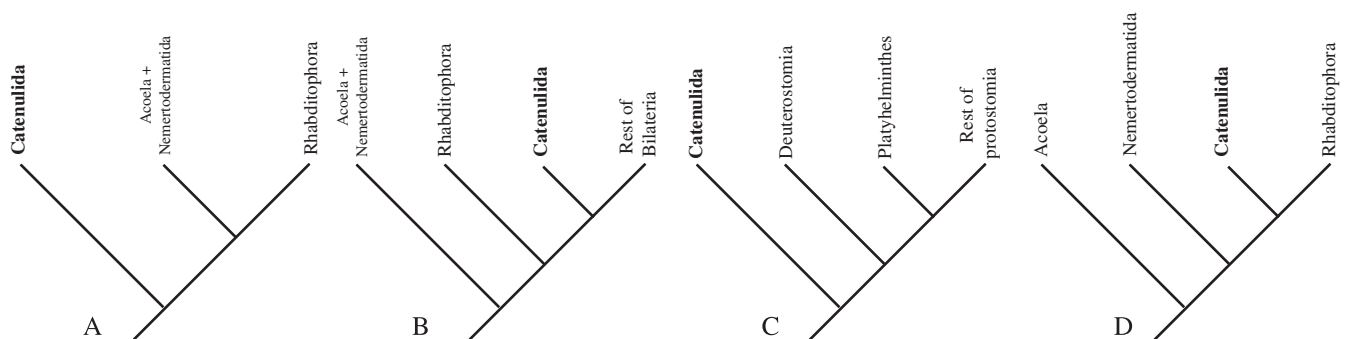 Catenulida
Acoela +
Nemertodermatida
Rhabditophora
A
Acoela +
Nemertodermatida
Rhabditophora
Catenulida
Rest of
Bilateria
B
Catenulida
Deuterostomia
Platyhelminthes
Rest of
protostomia
C
Acoela
Nemertodermatida
Catenulida
Rhabditophora
D